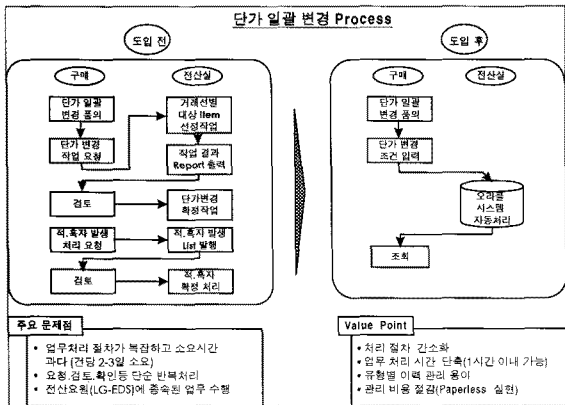 단가 일괄 변경 Process
도입 전
구매
전산실
단가 일괄
변경 품의
단가 변경
작업 요청
거래선별
대상 Item
선정작업
작업 결과
Report 출력
검토
단가변경
확정작업
적.흑자 발생
처리 요청
적.흑자 발생
List 발행
검토
적.흑자
확정 처리
도입 후
구매
전산실
단가 일괄
변경 품의
단가 변경
조건 입력
오라클
시스템
자동처리
조회
주요 문제점
• 업무처리 절차가 복잡하고 소요시간
과다 (건당 2-3일 소요)
• 요청.검토.확인등 단순 반복처리
• 전산요원(LG-EDS)에 종속된 업무 수행
Value Point
• 처리 절차 간소화
• 업무 처리 시간 단축(1시간 이내 가능)
• 유형별 이력 관리 용이
• 관리 비용 절감(Paperless 실현)